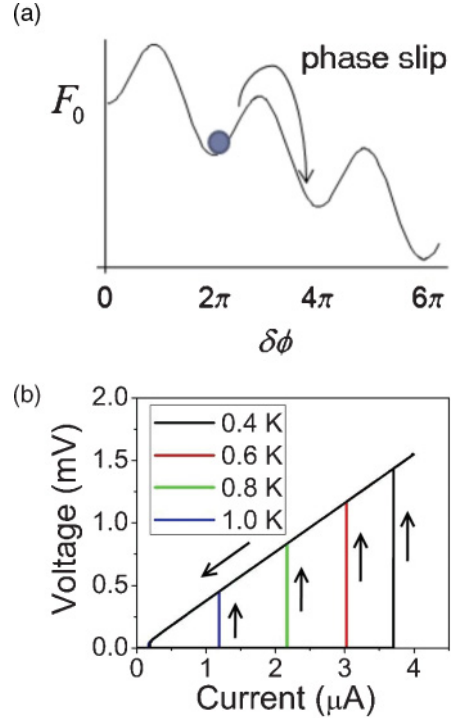 (a)
phase slip
F₀
0 2π 4π 6π
δϕ
(b)
2.0
1.5
1.0
0.5
0.0
Voltage (mV)
0.4 K
0.6 K
0.8 K
1.0 K
0 1 2 3 4
Current (μA)